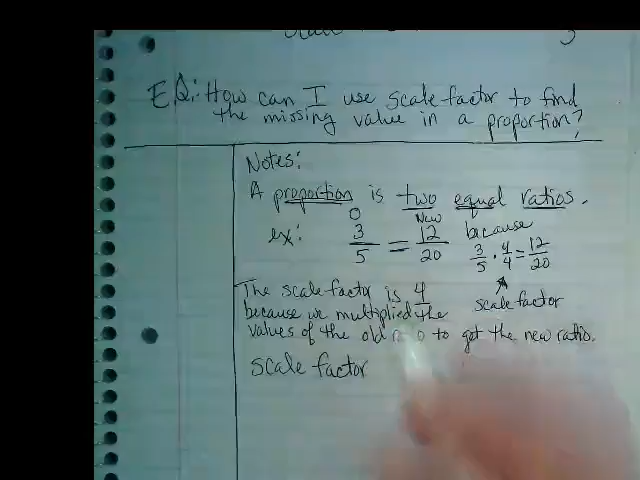 EQ: How can I use scale factor to find
the missing value in a proportion?
Notes:
A proportion is two equal ratios.
O New because
ex: 3/5 = 12/20 3/5 · 4/4 = 12/20
The scale factor is 4 scale factor
because we multiplied the
values of the old to get the new ratio.
scale factor